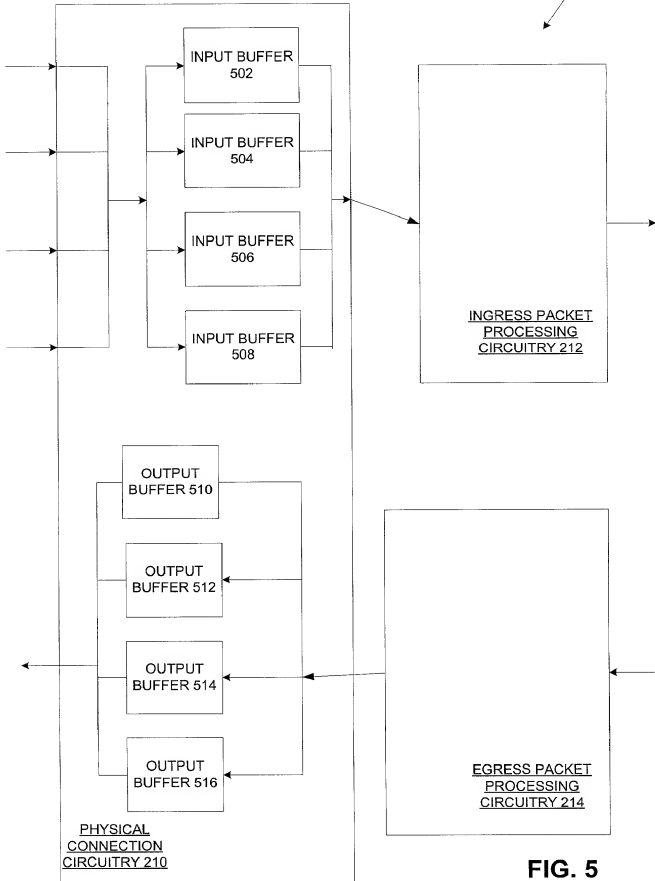 INPUT BUFFER
502
INPUT BUFFER
504
INPUT BUFFER
506
INPUT BUFFER
508
INGRESS PACKET
PROCESSING
CIRCUITRY 212
OUTPUT
BUFFER 510
OUTPUT
BUFFER 512
OUTPUT
BUFFER 514
OUTPUT
BUFFER 516
PHYSICAL
CONNECTION
CIRCUITRY 210
EGRESS PACKET
PROCESSING
CIRCUITRY 214
FIG. 5